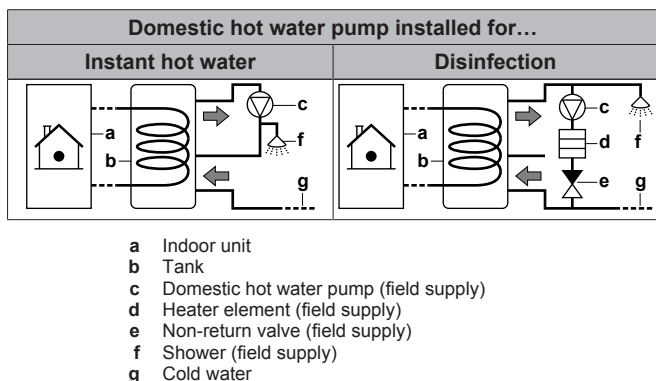 Domestic hot water pump installed for…
Instant hot water
Disinfection
a
b
c
f
g
a
b
c
d
f
e
g
a Indoor unit
b Tank
c Domestic hot water pump (field supply)
d Heater element (field supply)
e Non-return valve (field supply)
f Shower (field supply)
g Cold water